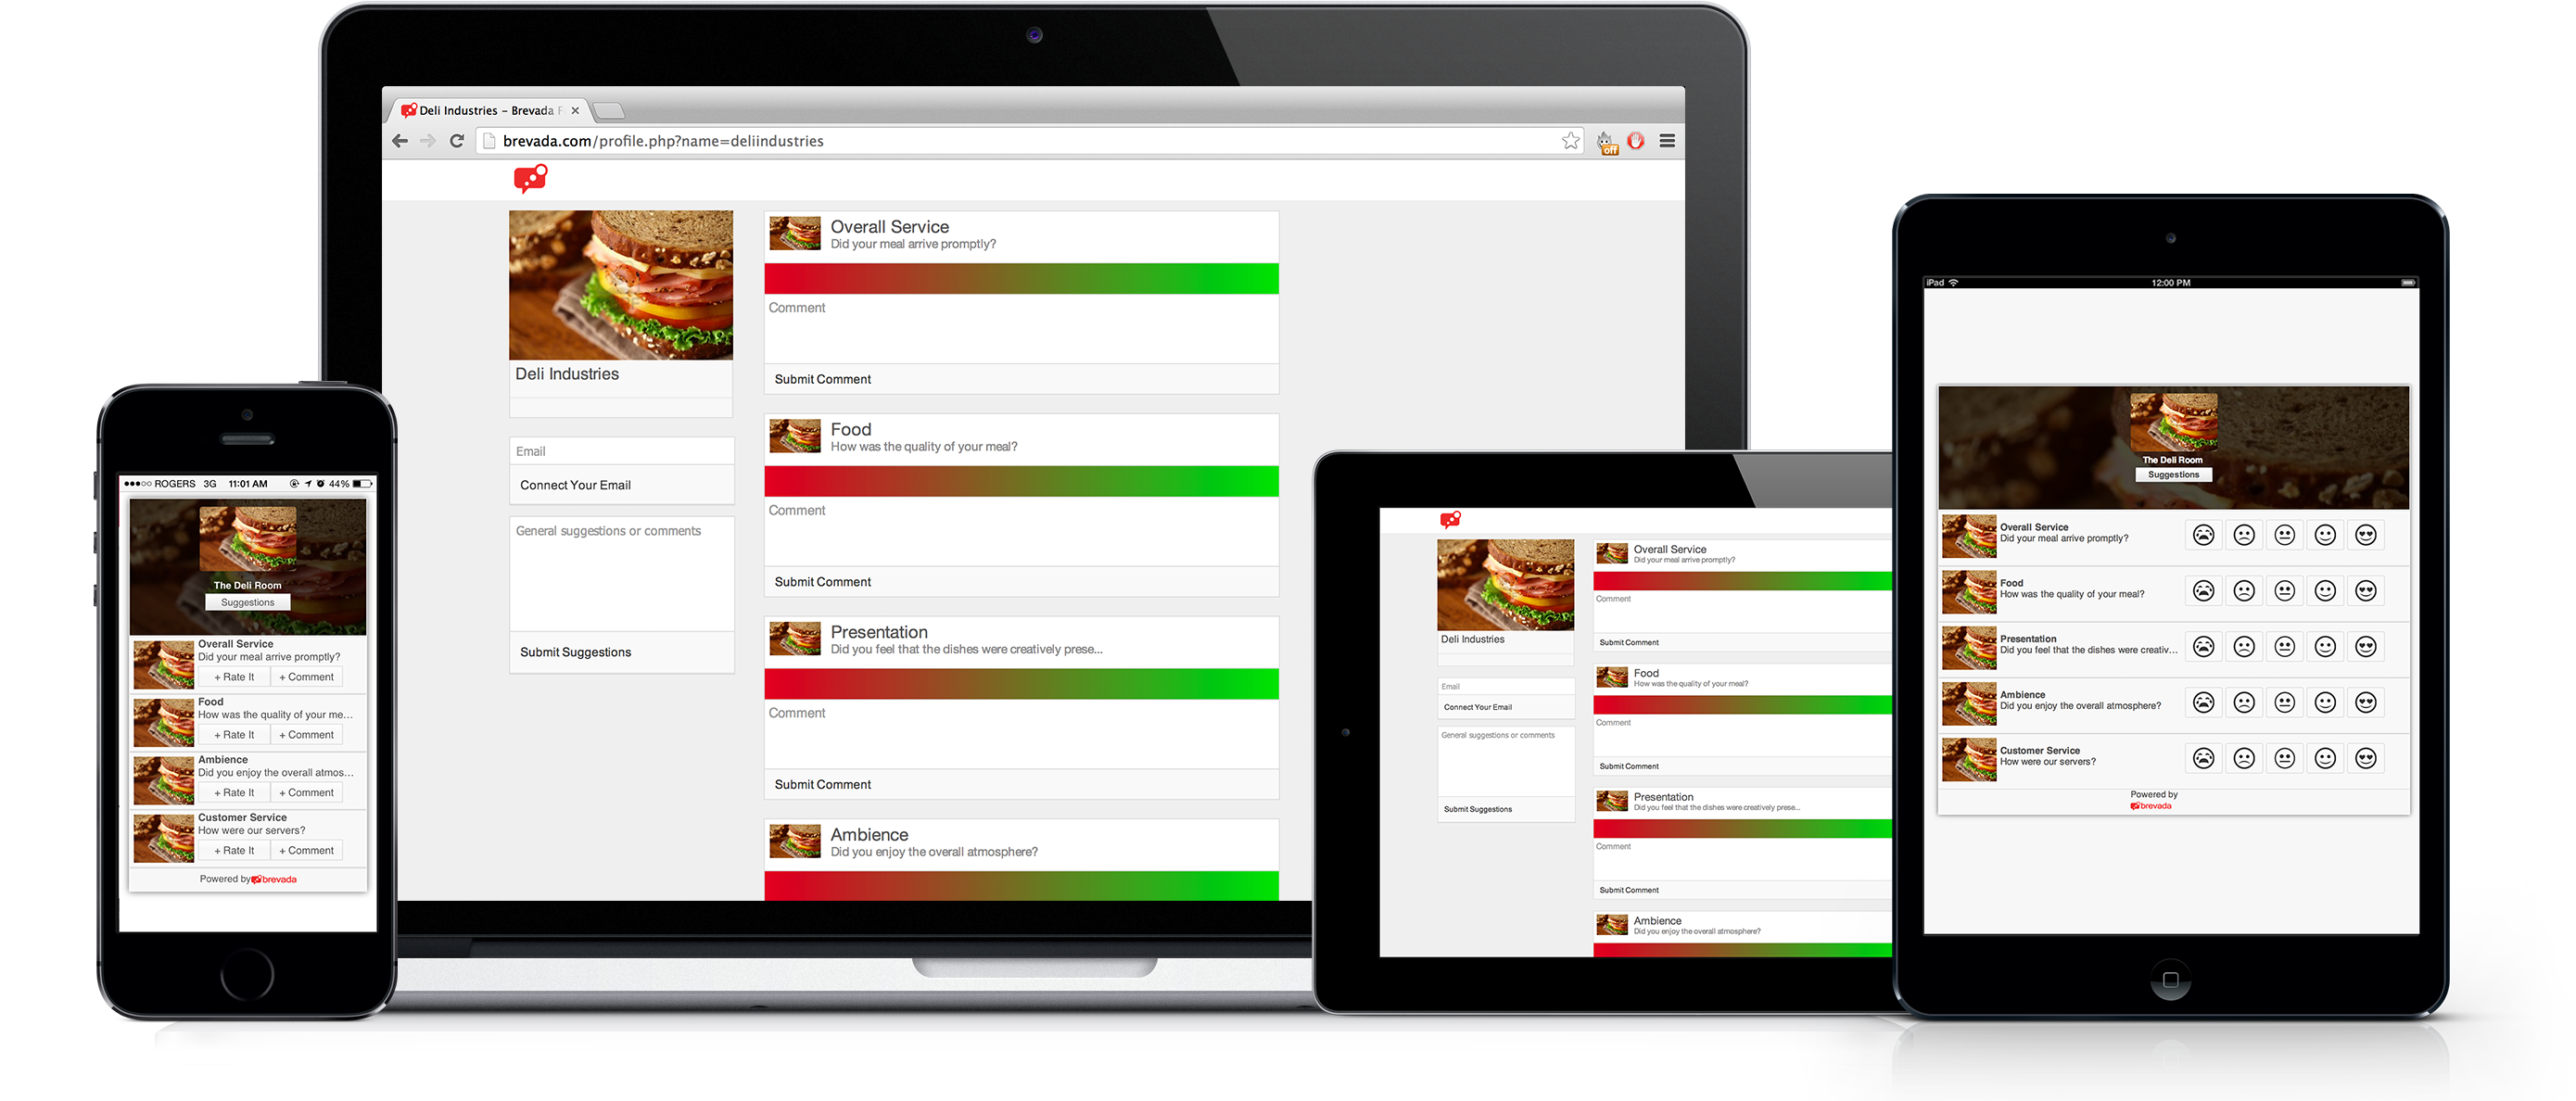 Deli Industries – Brevada F
brevada.com/profile.php?name=deliindustries
off
Deli Industries
Email
Connect Your Email
General suggestions or comments
Submit Suggestions
Overall Service
Did your meal arrive promptly?
Comment
Submit Comment
Food
How was the quality of your meal?
Comment
Submit Comment
Presentation
Did you feel that the dishes were creatively prese...
Comment
Submit Comment
Ambience
Did you enjoy the overall atmosphere?
ROGERS 3G 11:01 AM 44%
The Deli Room
Suggestions
Overall Service
Did your meal arrive promptly?
+ Rate It + Comment
Food
How was the quality of your me...
+ Rate It + Comment
Ambience
Did you enjoy the overall atmos...
+ Rate It + Comment
Customer Service
How were our servers?
+ Rate It + Comment
Powered by brevada
Deli Industries
Email
Connect Your Email
General suggestions or comments
Submit Suggestions
Overall Service
Did your meal arrive promptly?
Comment
Submit Comment
Food
How was the quality of your meal?
Comment
Submit Comment
Presentation
Did you feel that the dishes were creatively prese...
Comment
Submit Comment
Ambience
Did you enjoy the overall atmosphere?
iPad 12:00 PM
The Deli Room
Suggestions
Overall Service
Did your meal arrive promptly?
Food
How was the quality of your meal?
Presentation
Did you feel that the dishes were creativ...
Ambience
Did you enjoy the overall atmosphere?
Customer Service
How were our servers?
Powered by
brevada